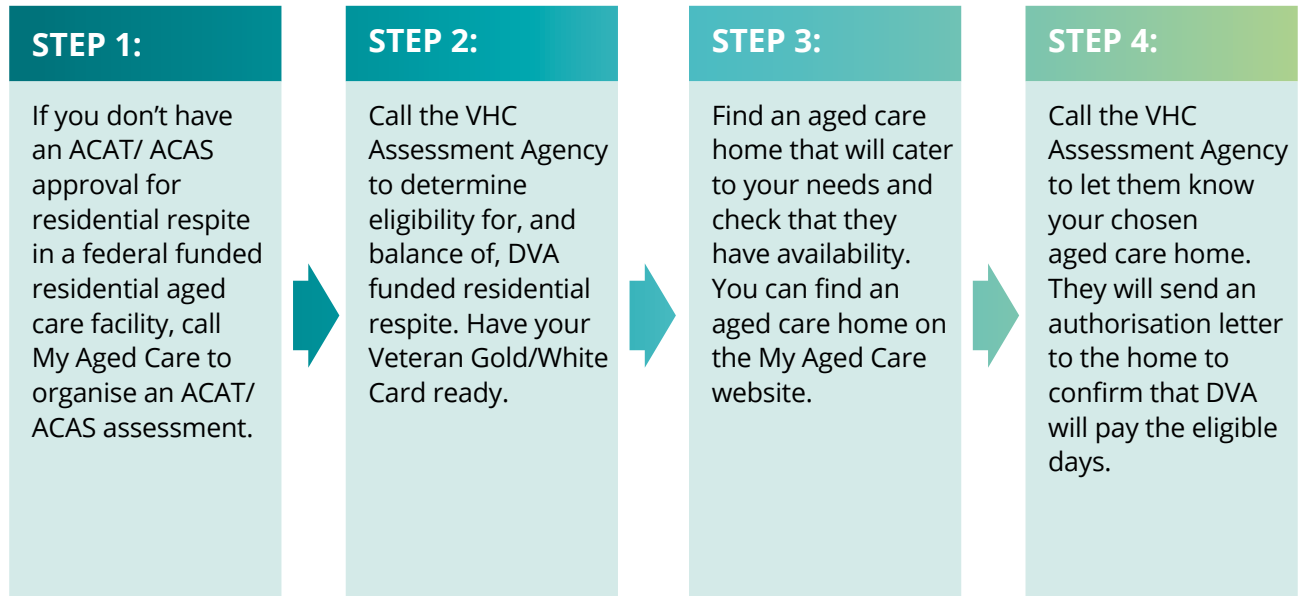 STEP 1:
If you don’t have
an ACAT/ ACAS
approval for
residential respite
in a federal funded
residential aged
care facility, call
My Aged Care to
organise an ACAT/
ACAS assessment.
STEP 2:
Call the VHC
Assessment Agency
to determine
eligibility for, and
balance of, DVA
funded residential
respite. Have your
Veteran Gold/White
Card ready.
STEP 3:
Find an aged care
home that will cater
to your needs and
check that they
have availability.
You can find an
aged care home on
the My Aged Care
website.
STEP 4:
Call the VHC
Assessment Agency
to let them know
your chosen
aged care home.
They will send an
authorisation letter
to the home to
confirm that DVA
will pay the eligible
days.